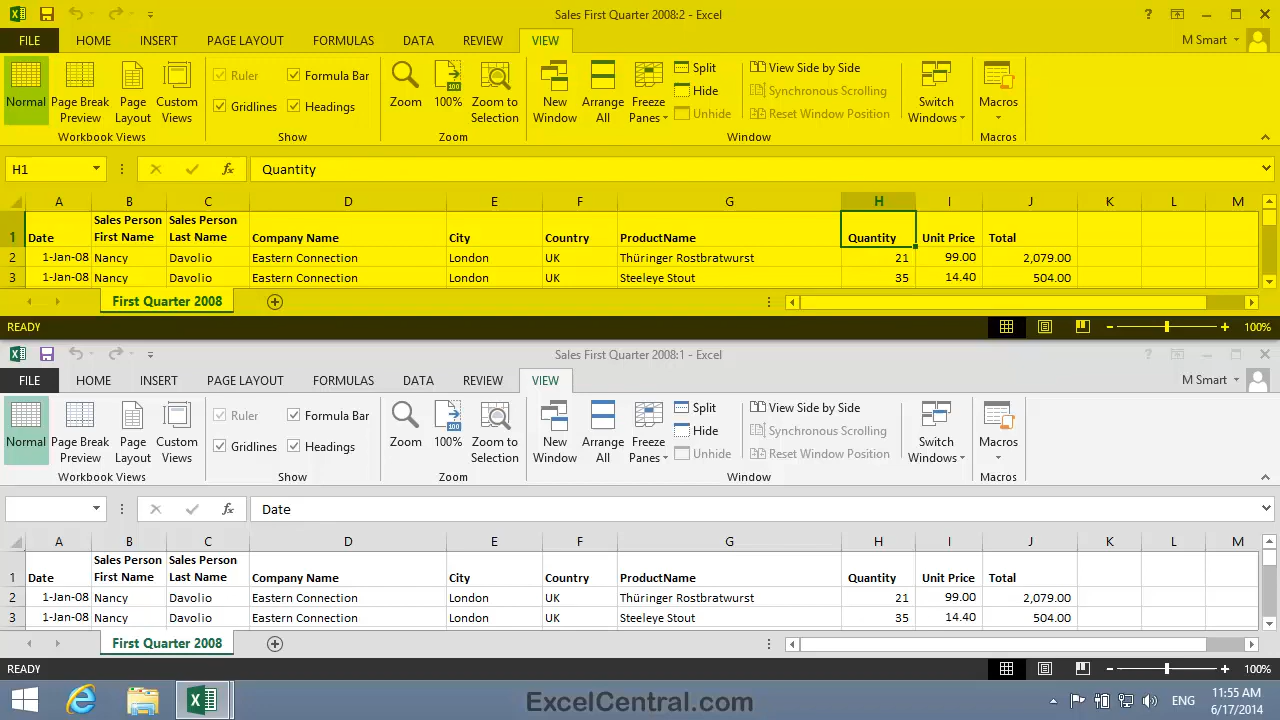 Sales First Quarter 2008:2 - Excel
FILE HOME INSERT PAGE LAYOUT FORMULAS DATA REVIEW VIEW M Smart
Ruler Formula Bar Split View Side by Side
Hide Synchronous Scrolling
Normal Page Break Preview Page Layout Custom Views Gridlines Headings Zoom 100% Zoom to Selection New Window Arrange All Freeze Panes Unhide Reset Window Position Switch Windows Macros
Workbook Views Show Zoom Window Macros
H1 fx Quantity
A B C D E F G H I J K L M
Sales Person Sales Person
1 Date First Name Last Name Company Name City Country ProductName Quantity Unit Price Total
2 1-Jan-08 Nancy Davolio Eastern Connection London UK Thüringer Rostbratwurst 21 99.00 2,079.00
3 1-Jan-08 Nancy Davolio Eastern Connection London UK Steeleye Stout 35 14.40 504.00
First Quarter 2008
READY 100%
Sales First Quarter 2008:1 - Excel
FILE HOME INSERT PAGE LAYOUT FORMULAS DATA REVIEW VIEW M Smart
Ruler Formula Bar Split View Side by Side
Hide Synchronous Scrolling
Normal Page Break Preview Page Layout Custom Views Gridlines Headings Zoom 100% Zoom to Selection New Window Arrange All Freeze Panes Unhide Reset Window Position Switch Windows Macros
Workbook Views Show Zoom Window Macros
fx Date
A B C D E F G H I J K L M
Sales Person Sales Person
1 Date First Name Last Name Company Name City Country ProductName Quantity Unit Price Total
2 1-Jan-08 Nancy Davolio Eastern Connection London UK Thüringer Rostbratwurst 21 99.00 2,079.00
3 1-Jan-08 Nancy Davolio Eastern Connection London UK Steeleye Stout 35 14.40 504.00
First Quarter 2008
READY 100%
ExcelCentral.com ENG 11:55 AM
6/17/2014